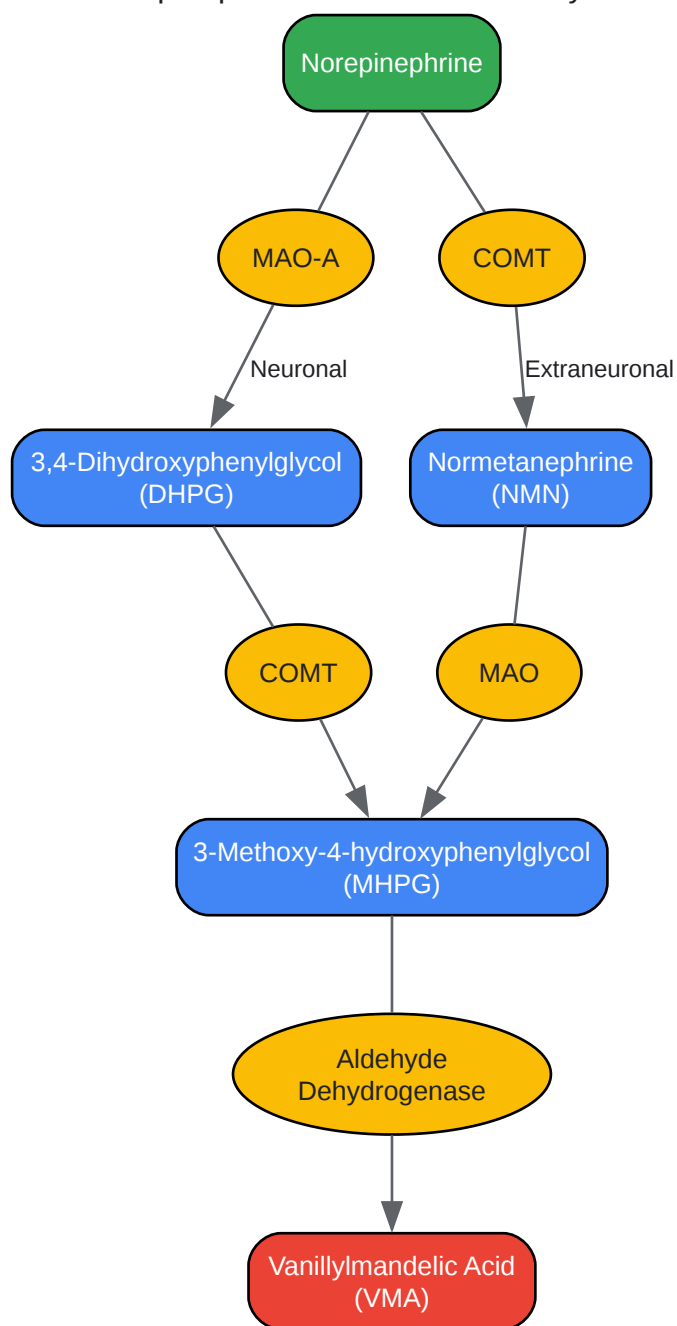 Norepinephrine
MAO-A
COMT
Neuronal
Extraneuronal
3,4-Dihydroxyphenylglycol
(DHPG)
Normetanephrine
(NMN)
COMT
MAO
3-Methoxy-4-hydroxyphenylglycol
(MHPG)
Aldehyde
Dehydrogenase
Vanillylmandelic Acid
(VMA)